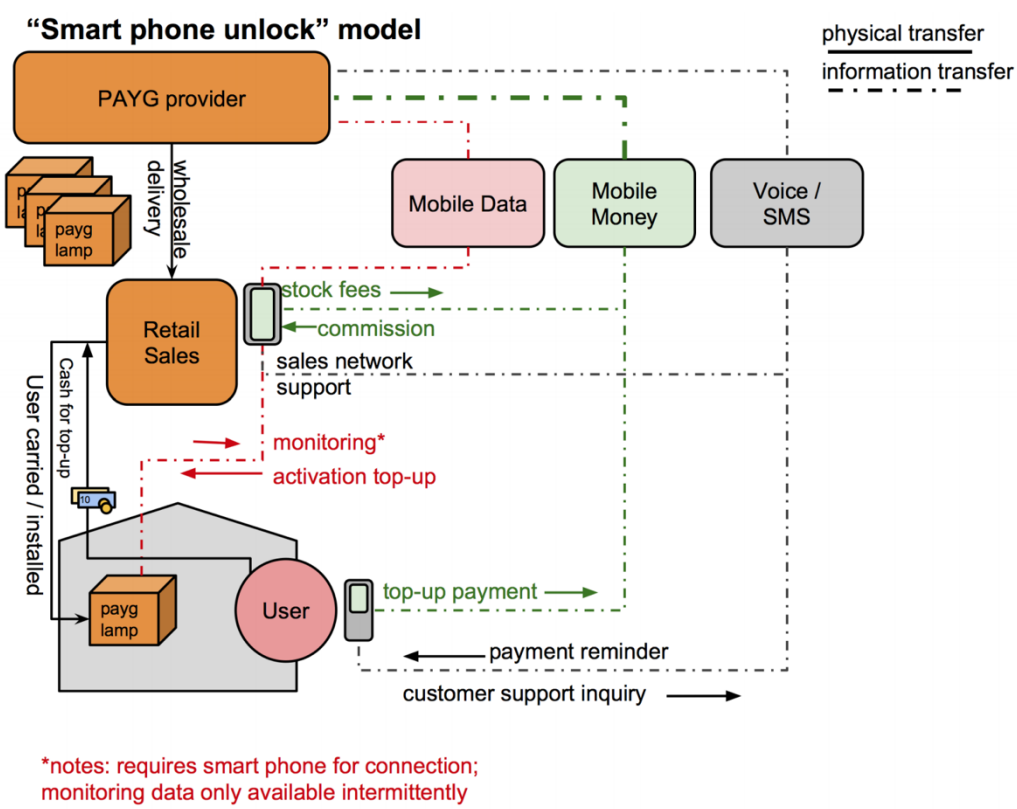 “Smart phone unlock” model
physical transfer
information transfer
PAYG provider
wholesale
delivery
p
la
p
la
payg
lamp
Mobile Data
Mobile
Money
Voice /
SMS
Retail
Sales
stock fees
commission
sales network
support
Cash for top-up
User carried / installed
monitoring*
activation top-up
10
payg
lamp
User
top-up payment
payment reminder
customer support inquiry
*notes: requires smart phone for connection;
monitoring data only available intermittently